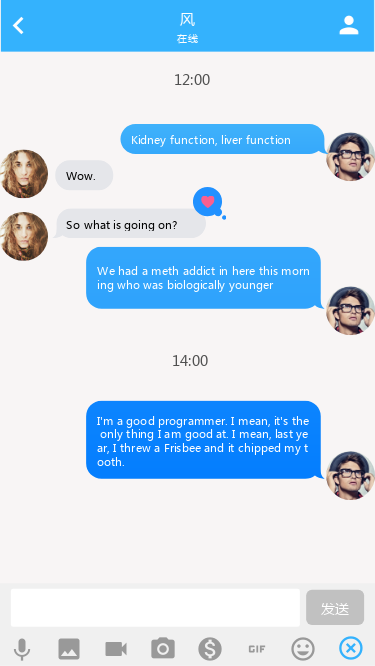 风
在线
12:00
Kidney function, liver function
Wow.
So what is going on?
We had a meth addict in here this morn
ing who was biologically younger
14:00
I'm a good programmer. I mean, it's the
only thing I am good at. I mean, last ye
ar, I threw a Frisbee and it chipped my t
ooth.
发送
GIF